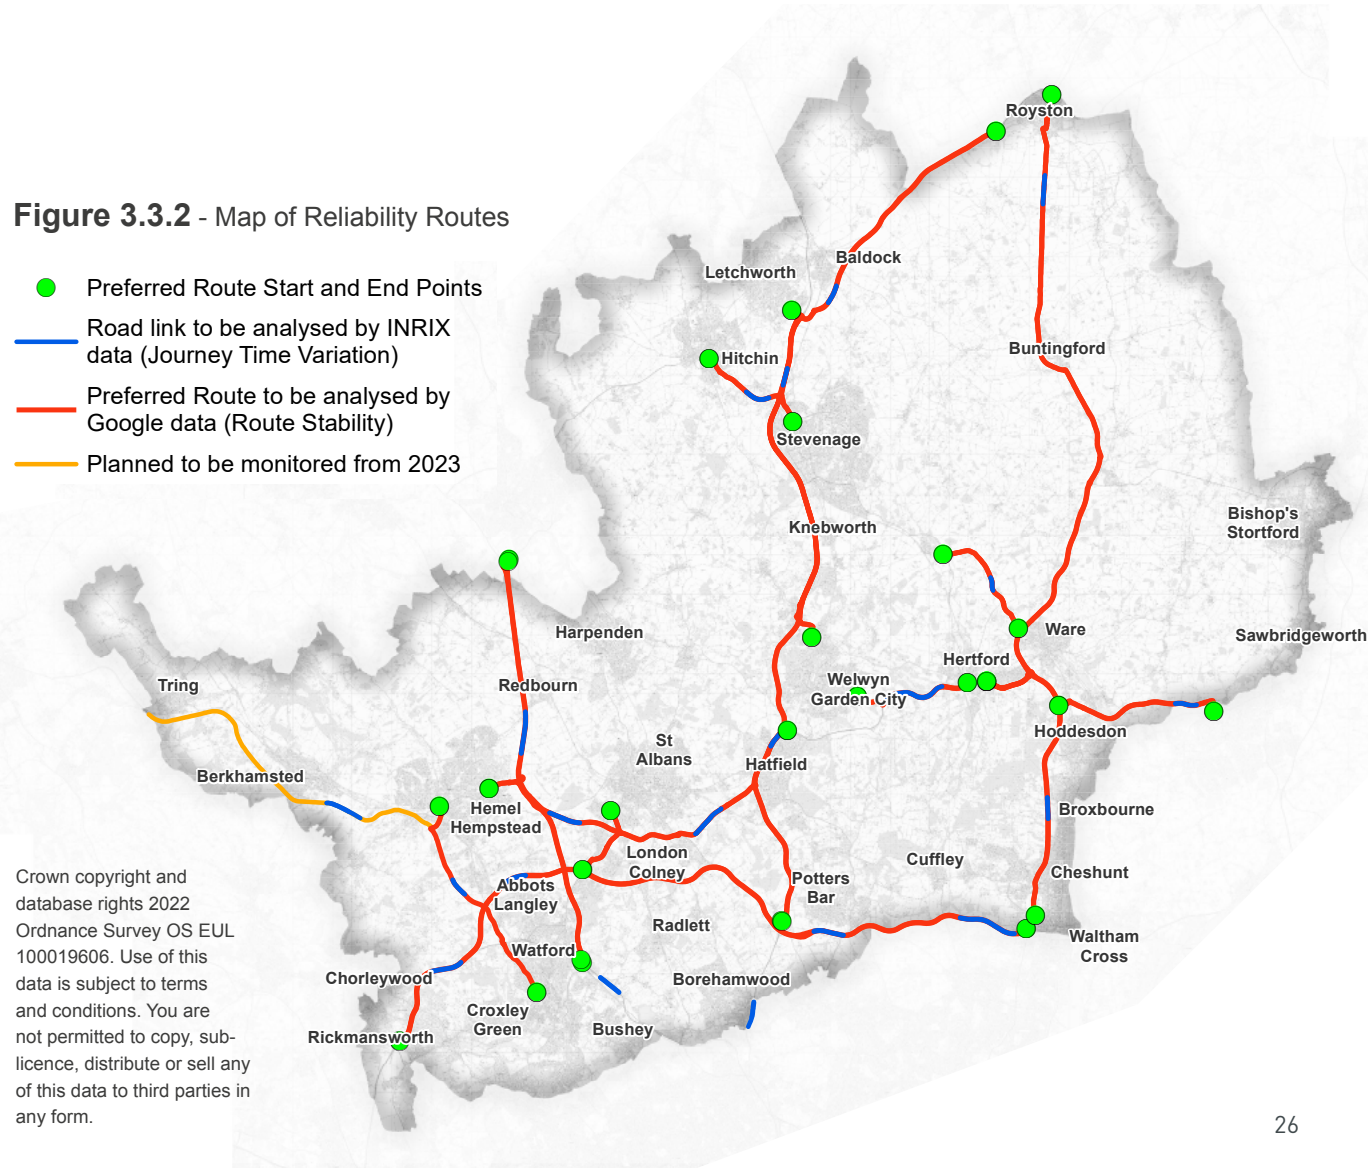 Figure 3.3.2 - Map of Reliability Routes
Preferred Route Start and End Points
Road link to be analysed by INRIX
data (Journey Time Variation)
Preferred Route to be analysed by
Google data (Route Stability)
Planned to be monitored from 2023
Royston
Baldock
Letchworth
Buntingford
Hitchin
Stevenage
Knebworth
Bishop's
Stortford
Harpenden
Ware
Sawbridgeworth
Hertford
Redbourn
Tring
Welwyn
Garden City
Hoddesdon
St
Albans
Hatfield
Berkhamsted
Hemel
Hempstead
Broxbourne
London
Colney
Cuffley
Cheshunt
Potters
Bar
Abbots
Langley
Radlett
Waltham
Cross
Watford
Chorleywood
Borehamwood
Croxley
Green
Bushey
Rickmansworth
Crown copyright and
database rights 2022
Ordnance Survey OS EUL
100019606. Use of this
data is subject to terms
and conditions. You are
not permitted to copy, sub-
licence, distribute or sell any
of this data to third parties in
any form.
26